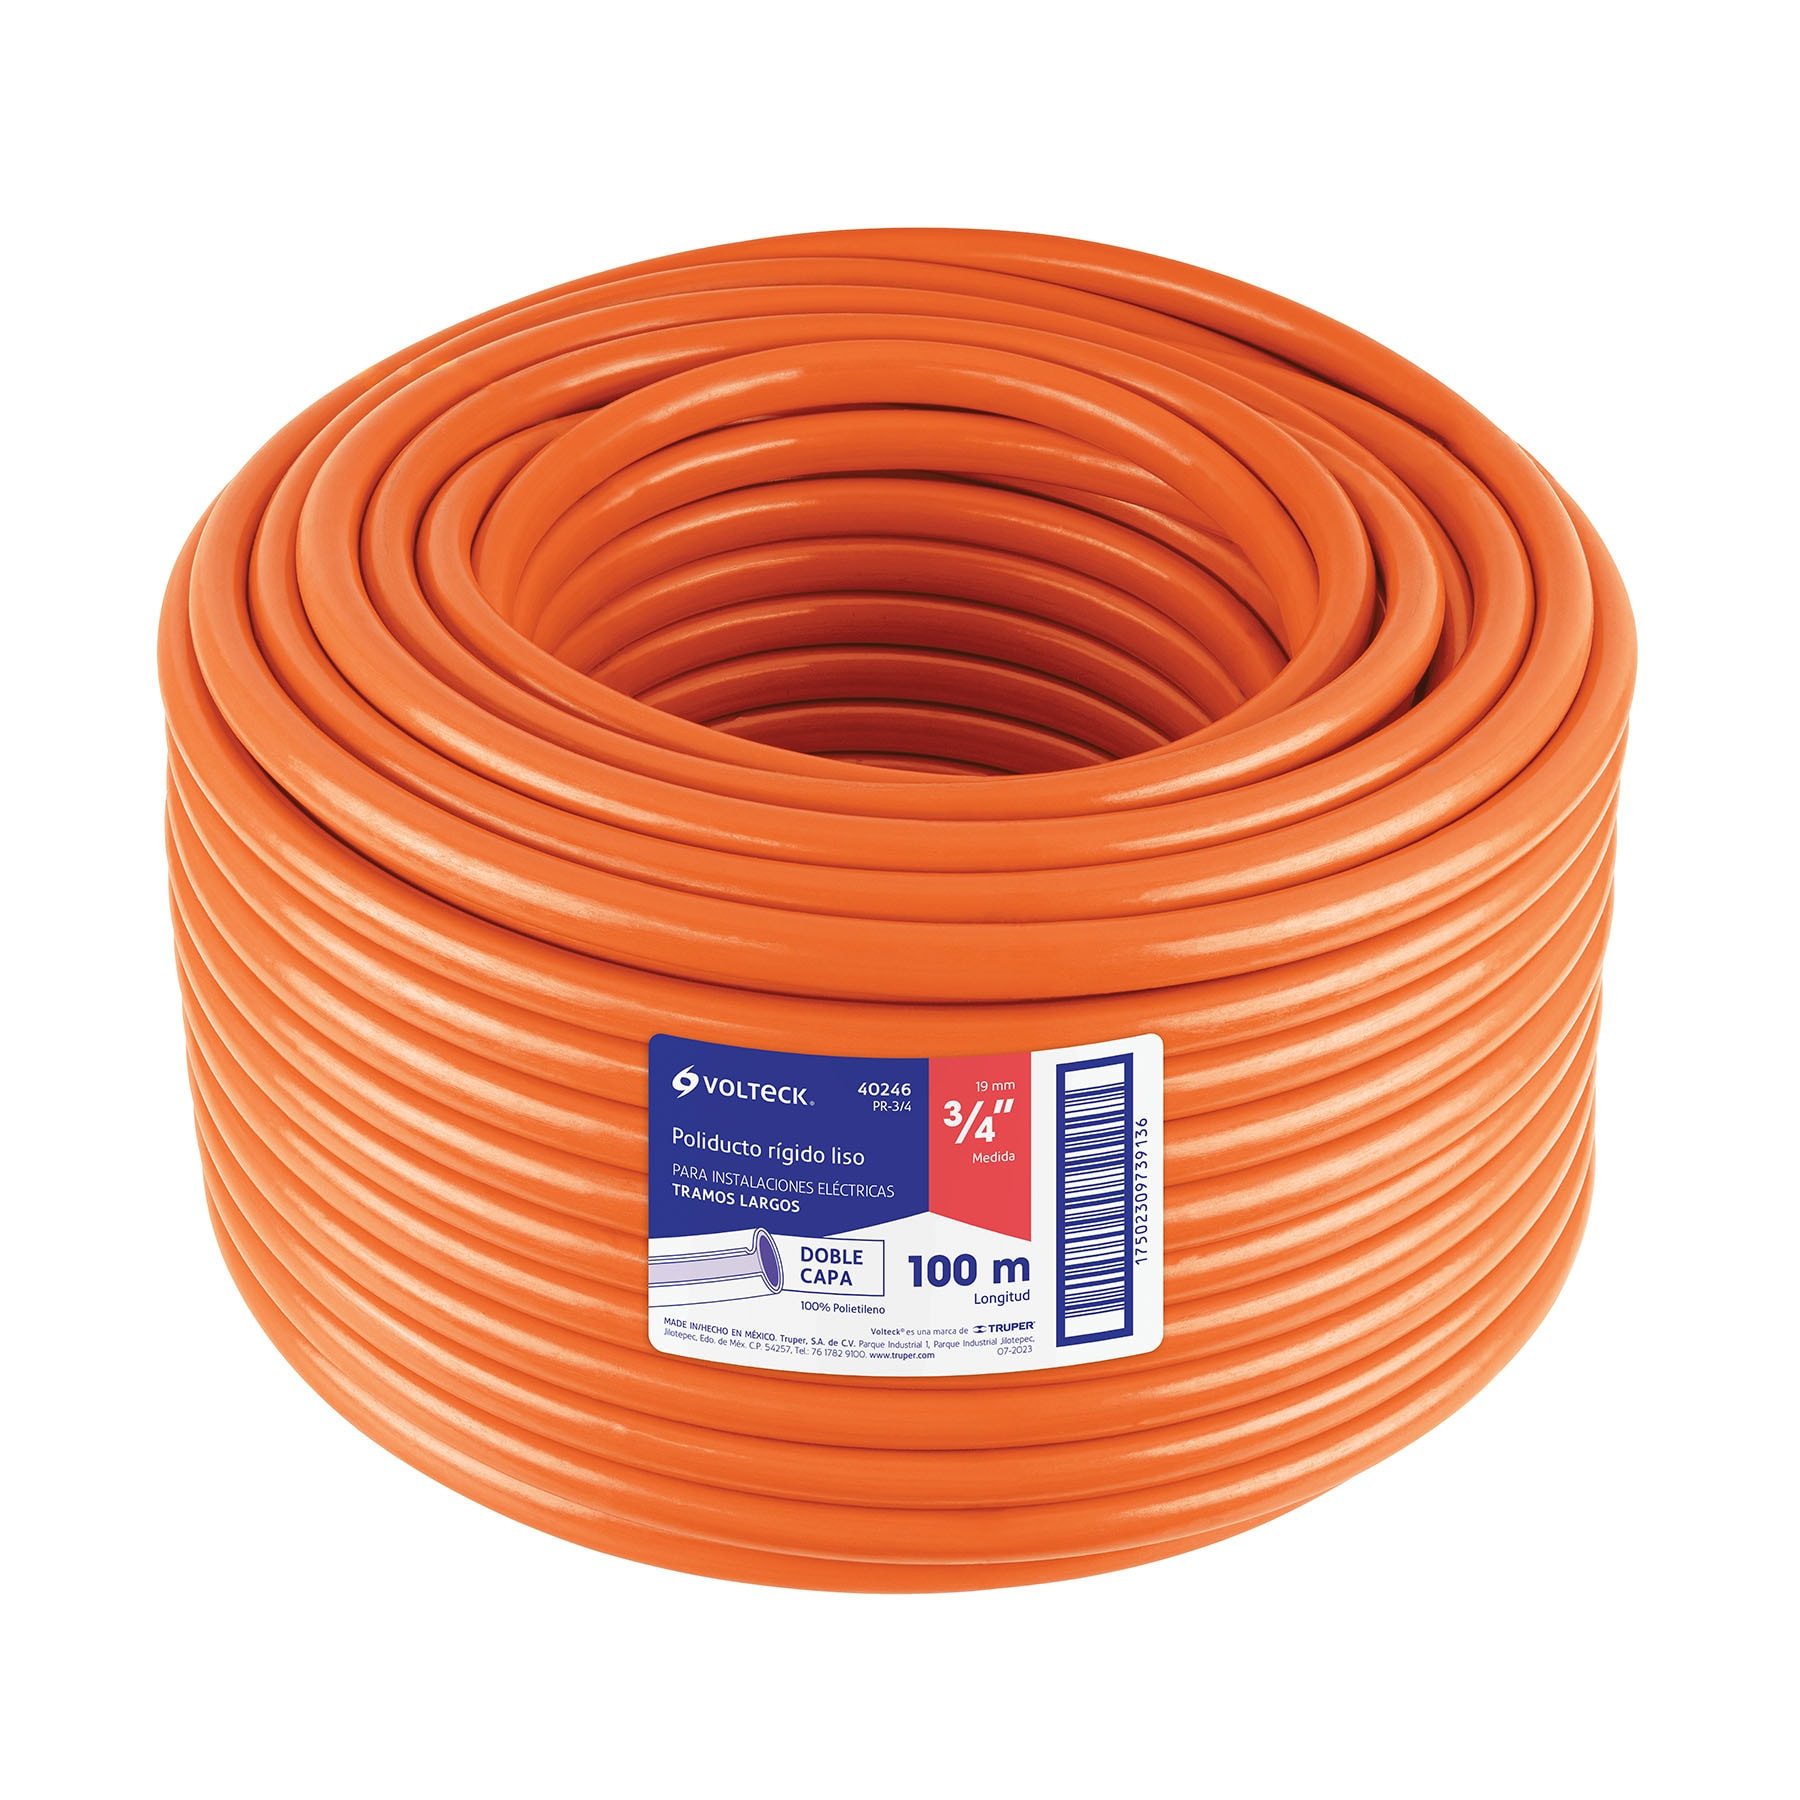 VOLTECK®
40246
PR-3/4
Poliducto rígido liso
PARA INSTALACIONES ELÉCTRICAS
TRAMOS LARGOS
19 mm
3/4"
Medida
DOBLE
CAPA
100% Polietileno
100 m
Longitud
Volteck® es una marca de TRUPER®
MADE IN/HECHO EN MÉXICO. Truper, S.A. de C.V. Parque Industrial 1, Parque Industrial Jilotepec,
Jilotepec, Edo. de Méx. C.P. 54257, Tel.: 76 1782 9100. www.truper.com
07-2023
17502309739136